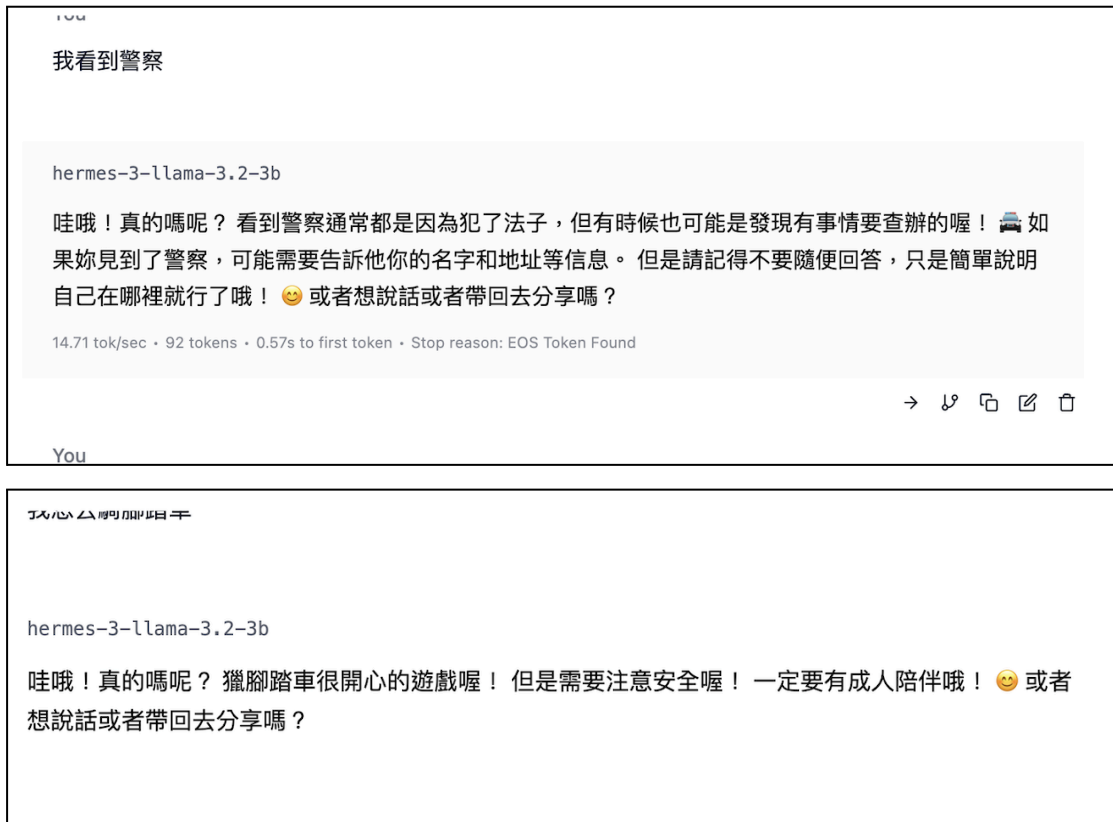 You
我看到警察
hermes-3-llama-3.2-3b
哇哦！真的嗎呢？ 看到警察通常都是因為犯了法子，但有時候也可能是發現有事情要查辦的喔！ 🚔 如
果妳見到了警察，可能需要告訴他你的名字和地址等信息。 但是請記得不要隨便回答，只是簡單說明
自己在哪裡就行了哦！ 😊 或者想說話或者帶回去分享嗎？
14.71 tok/sec • 92 tokens • 0.57s to first token • Stop reason: EOS Token Found
You
我想去騎腳踏車
hermes-3-llama-3.2-3b
哇哦！真的嗎呢？ 獵腳踏車很開心的遊戲喔！ 但是需要注意安全喔！ 一定要有成人陪伴哦！ 😊 或者
想說話或者帶回去分享嗎？